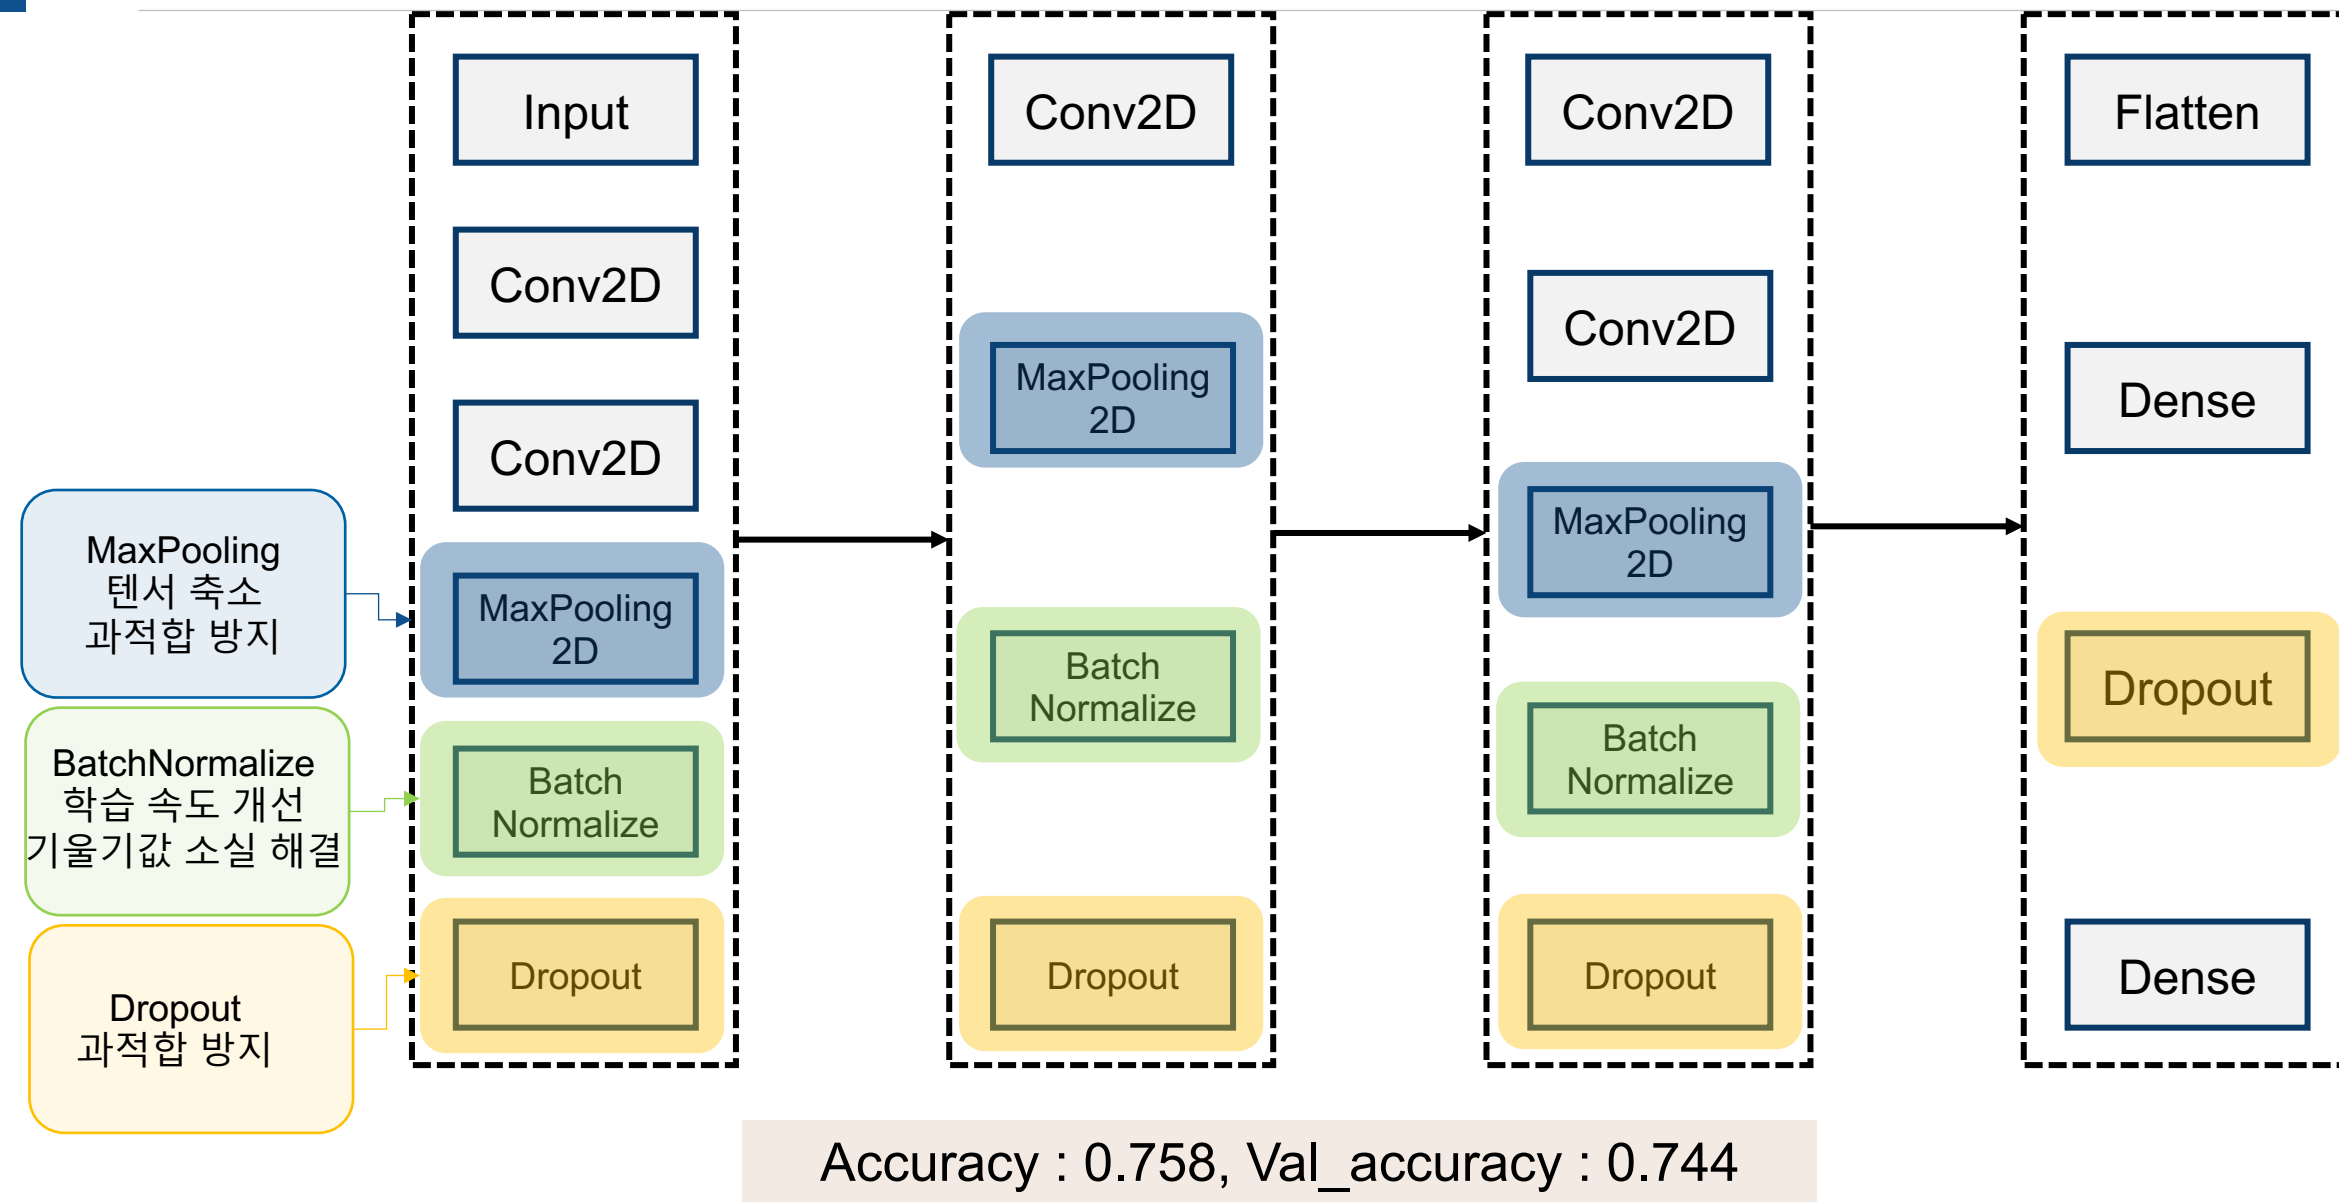 Input
Conv2D
Conv2D
MaxPooling
2D
Batch
Normalize
Dropout
MaxPooling
텐서 축소
과적합 방지
BatchNormalize
학습 속도 개선
기울기값 소실 해결
Dropout
과적합 방지
Conv2D
MaxPooling
2D
Batch
Normalize
Dropout
Conv2D
Conv2D
MaxPooling
2D
Batch
Normalize
Dropout
Flatten
Dense
Dropout
Dense
Accuracy : 0.758, Val_accuracy : 0.744